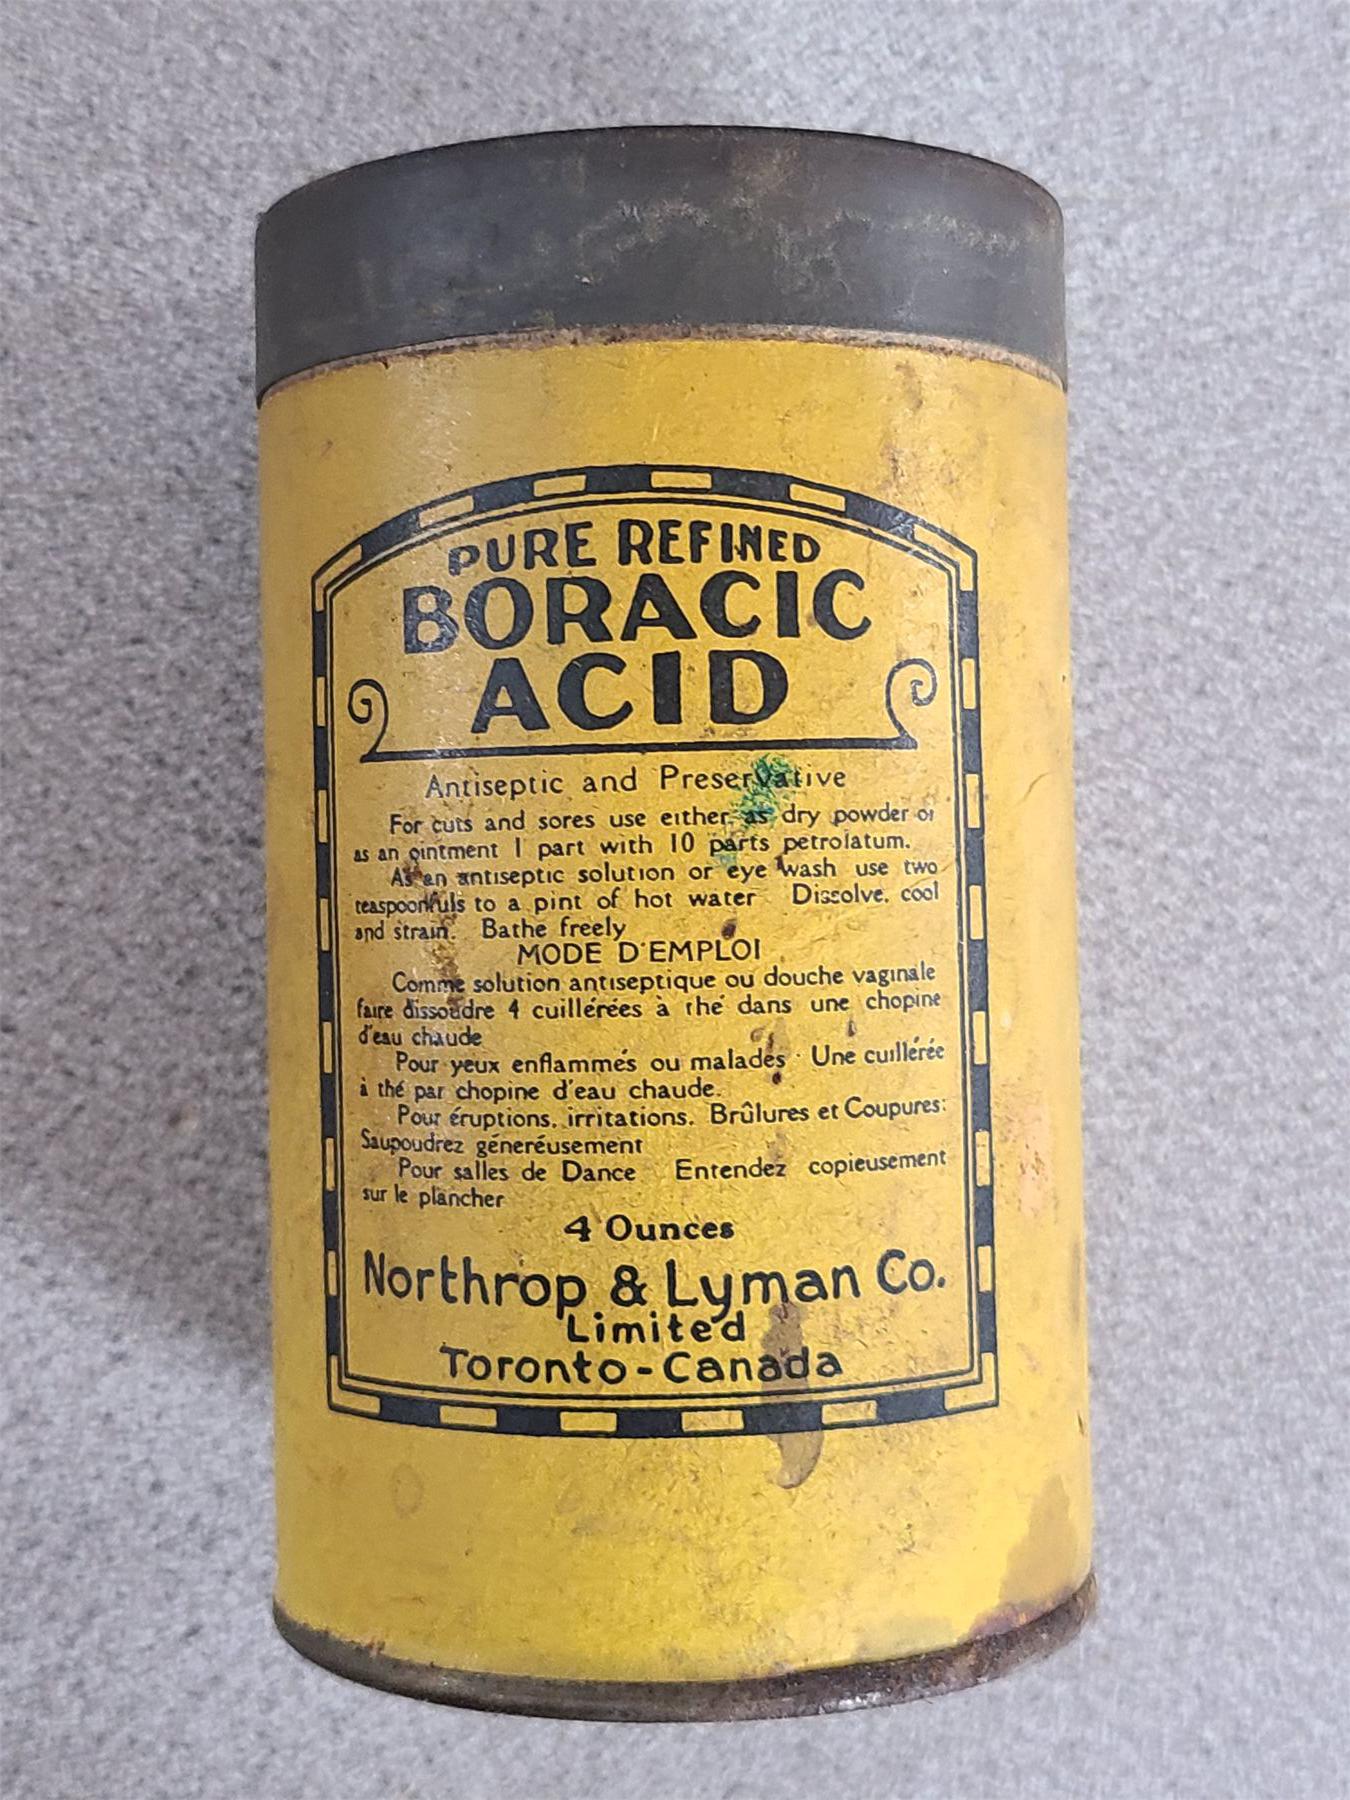 PURE REFINED
BORACIC
ACID
Antiseptic and Preservative
For cuts and sores use either as dry powder or
as an ointment 1 part with 10 parts petrolatum.
As an antiseptic solution or eye wash use two
teaspoonfuls to a pint of hot water Dissolve, cool
and strain. Bathe freely
MODE D'EMPLOI
Comme solution antiseptique ou douche vaginale
faire dissoudre 4 cuillérées à thé dans une chopine
d'eau chaude
Pour yeux enflammés ou malades · Une cuillérée
à thé par chopine d'eau chaude.
Pour éruptions, irritations, Brûlures et Coupures:
Saupoudrez généreusement
Pour salles de Dance Entendez copieusement
sur le plancher
4 Ounces
Northrop & Lyman Co.
Limited
Toronto-Canada